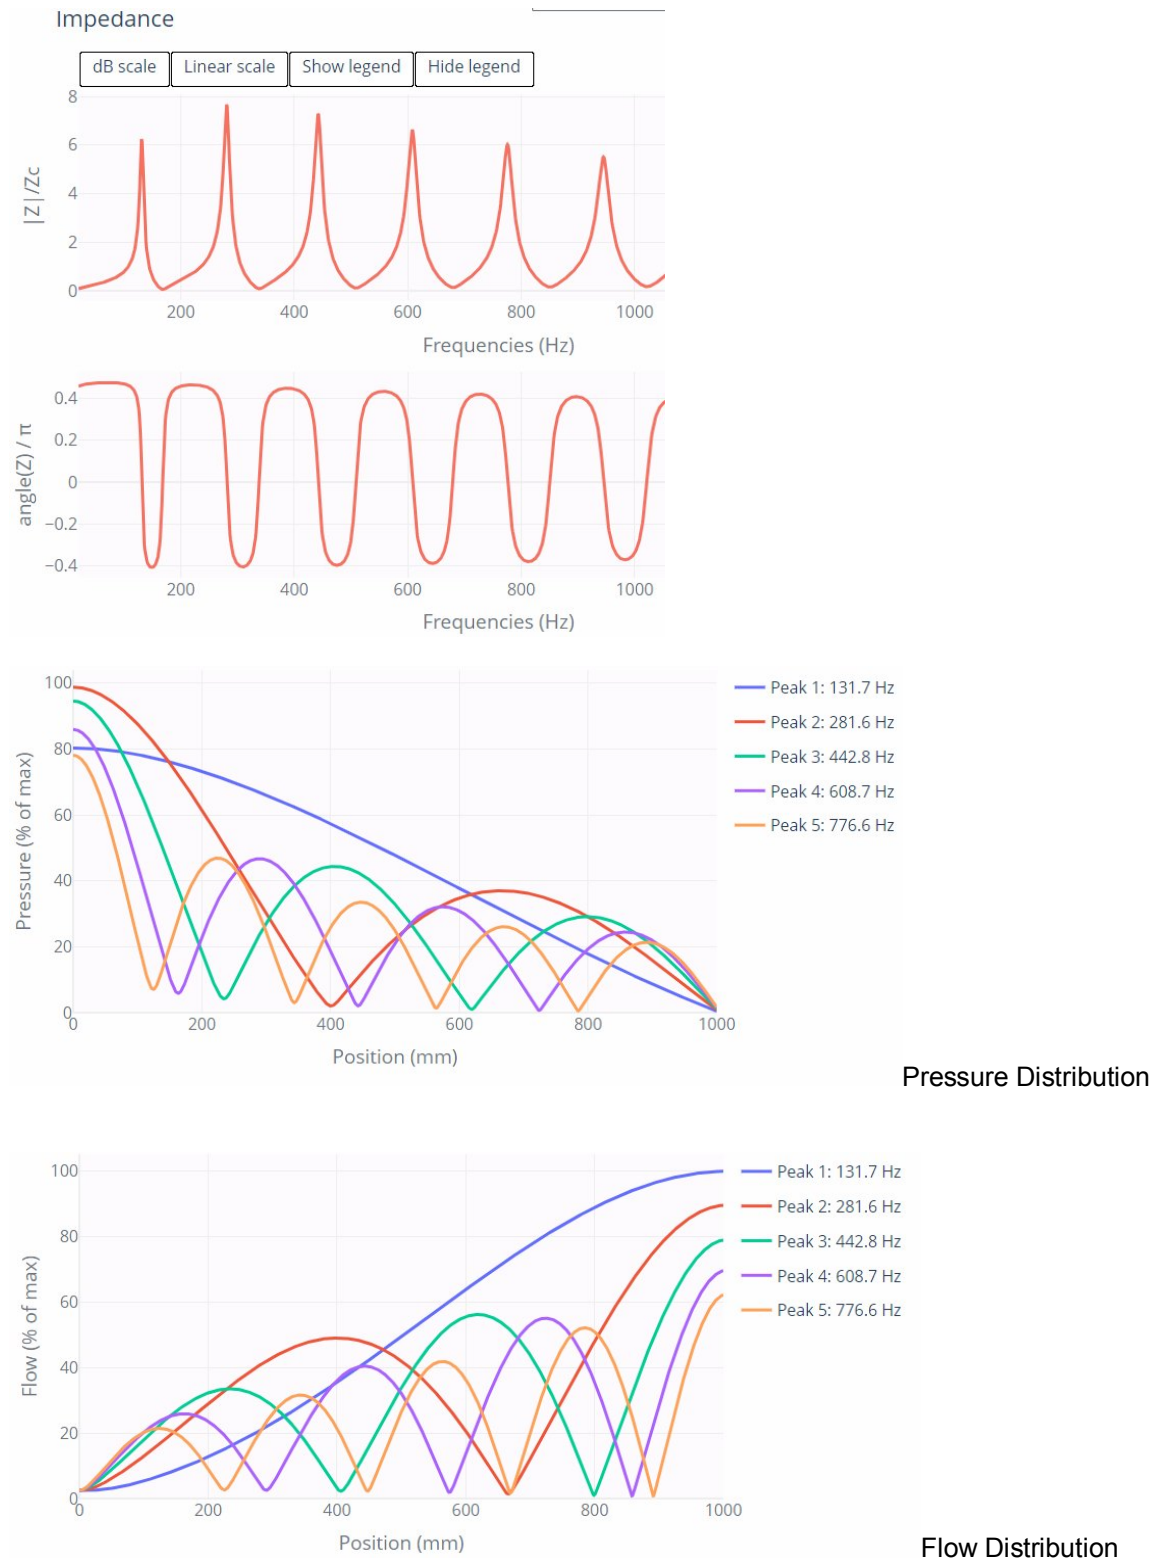 Impedance
dB scale Linear scale Show legend Hide legend
8
6
4
2
0
|Z|/Zc
200 400 600 800 1000
Frequencies (Hz)
0.4
0.2
0
−0.2
−0.4
angle(Z) / π
200 400 600 800 1000
Frequencies (Hz)
100
80
60
40
20
0
Pressure (% of max)
0 200 400 600 800 1000
Position (mm)
Peak 1: 131.7 Hz
Peak 2: 281.6 Hz
Peak 3: 442.8 Hz
Peak 4: 608.7 Hz
Peak 5: 776.6 Hz
Pressure Distribution
100
80
60
40
20
0
Flow (% of max)
0 200 400 600 800 1000
Position (mm)
Peak 1: 131.7 Hz
Peak 2: 281.6 Hz
Peak 3: 442.8 Hz
Peak 4: 608.7 Hz
Peak 5: 776.6 Hz
Flow Distribution